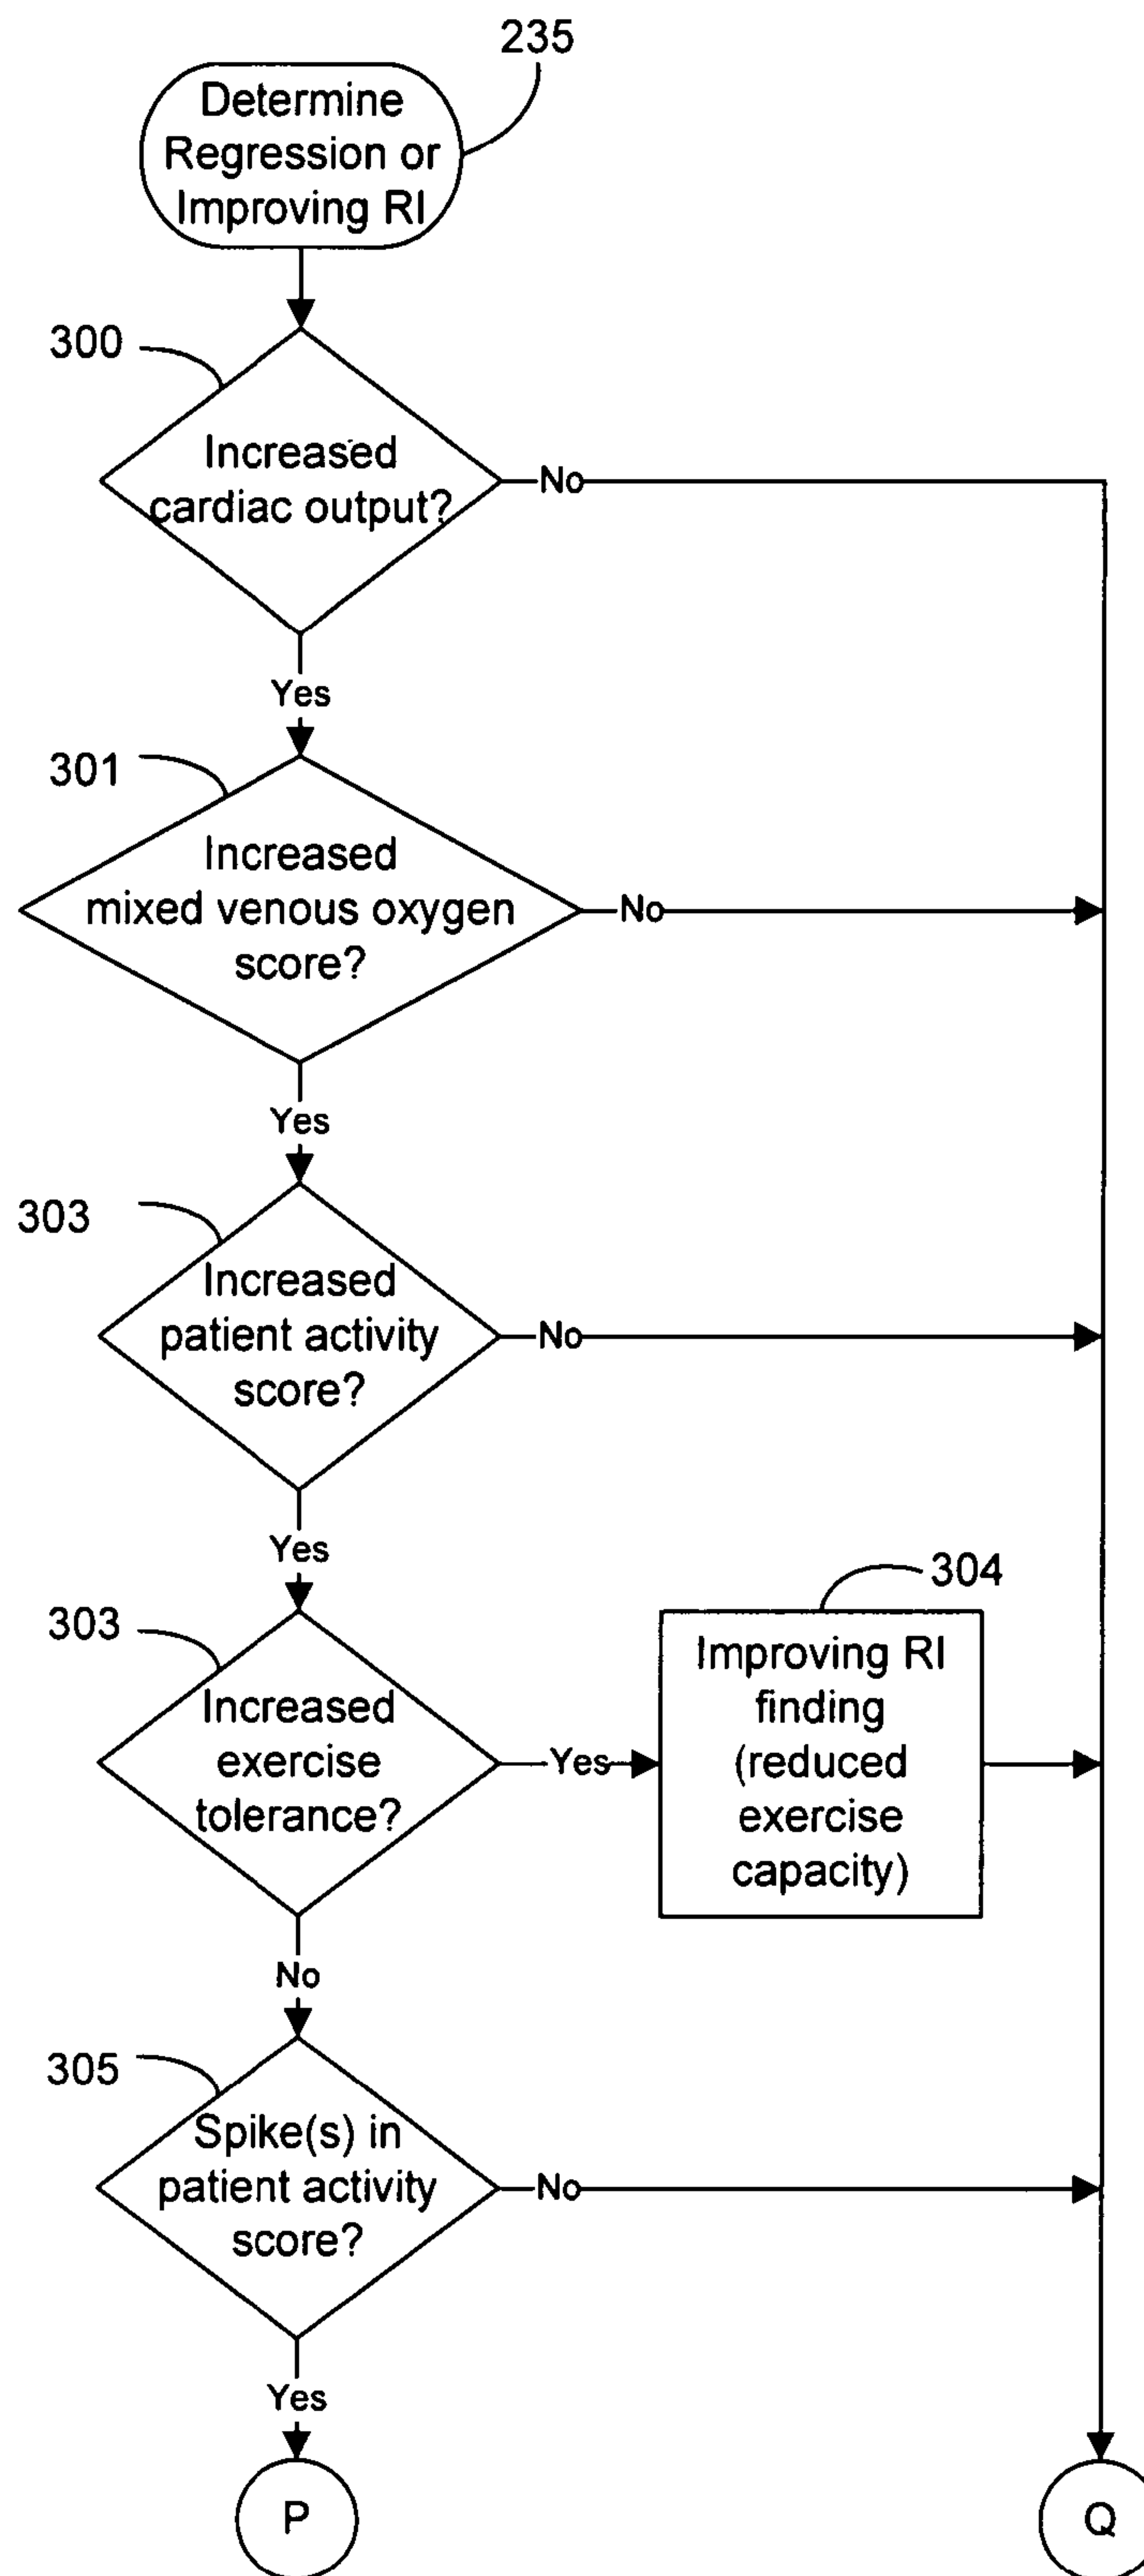 235
Determine
Regression or
Improving RI
300
Increased
cardiac output?
No
Yes
301
Increased
mixed venous oxygen
score?
No
Yes
303
Increased
patient activity
score?
No
Yes
303
Increased
exercise
tolerance?
Yes
304
Improving RI
finding
(reduced
exercise
capacity)
No
305
Spike(s) in
patient activity
score?
No
Yes
P
Q